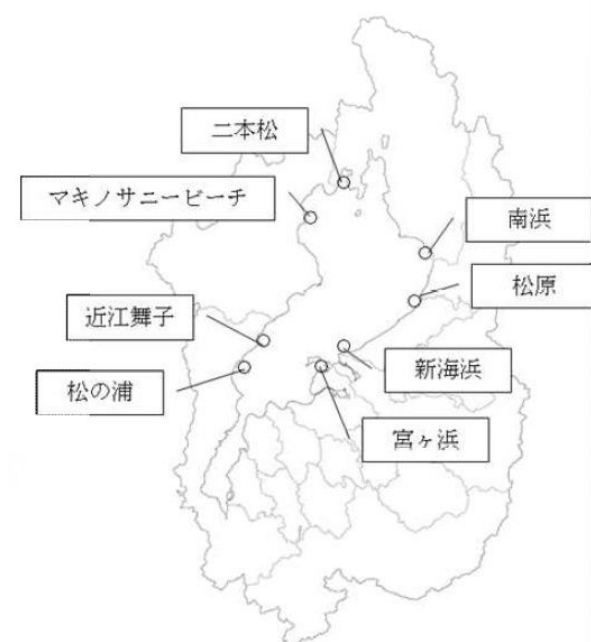 二本松
マキノサニービーチ
南浜
松原
近江舞子
新海浜
松の浦
宮ヶ浜